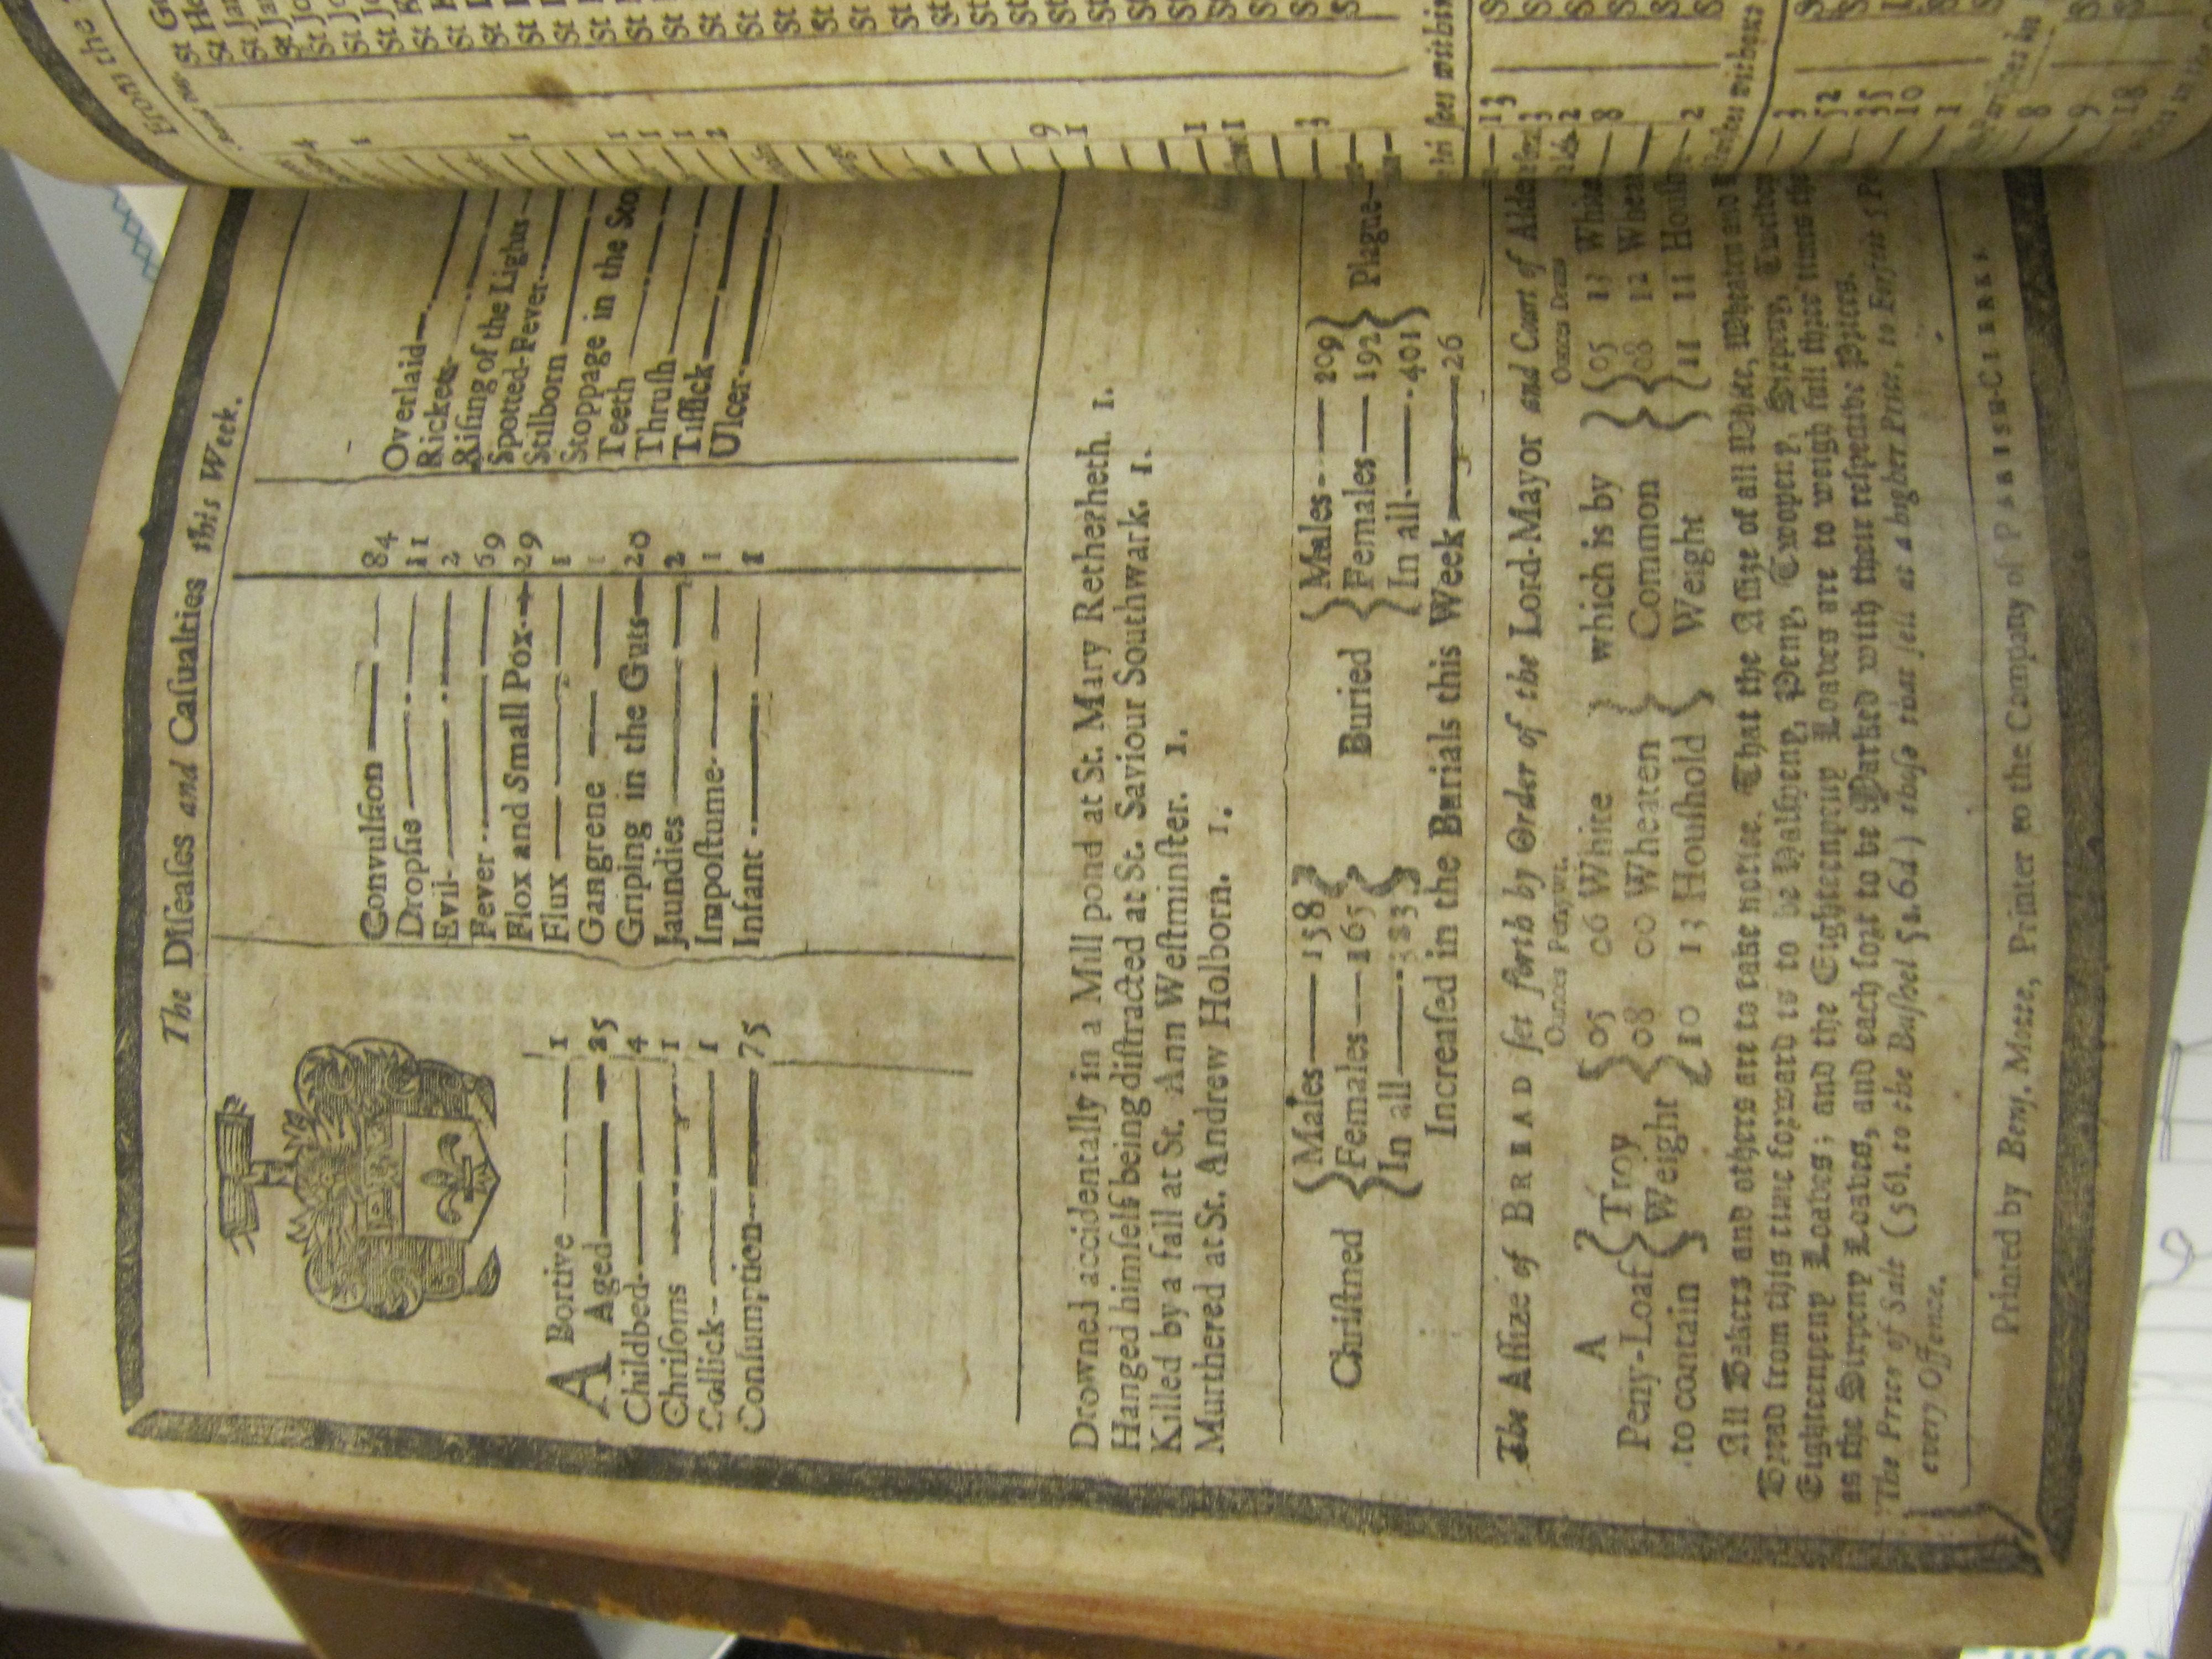 The Diſeaſes and Caſualties this Week.
A Bortive 1
Aged 25
Childbed 4
Chriſoms 1
Collick 1
Conſumption 75
Convulſion 84
Dropſie 11
Evil 2
Fever 69
Flox and Small Pox 29
Flux 1
Gangrene 1
Griping in the Guts 20
Jaundies 2
Impoſtume 1
Infant 1
Overlaid
Rickets
Riſing of the Lights
Spotted-Fever
Stilborn
Stoppage in the Sto
Teeth
Thruſh
Tiſſick
Ulcer
Drowned accidentally in a Mill pond at St. Mary Retherheth. 1.
Hanged himſelf being diſtracted at St. Saviour Southwark. 1.
Killed by a fall at St. Ann Weſtminſter. 1.
Murthered at St. Andrew Holborn. 1.
Chriſtned { Males 158 Females 165 In all 323 } Buried { Males 209 Females 192 In all 401 } Plague
Increaſed in the Burials this Week 26
The Aſſize of BREAD ſet forth by Order of the Lord-Mayor and Court of Alder
Ounces Penywt. Ounces Drams
A Peny-Loaf to contain } Troy Weight { 05 06 White 08 00 Wheaten 10 13 Houſhold } which is by Common Weight { 05 13 White 08 12 Whea 11 11 Houſh
All Bakers and others are to take notice, That the Aſſize of all White, Wheaten and
Bread from this time forward is to be Halfpeny, Peny, Twopeny, Sixpeny, Twelve
Eighteenpeny Loaves; and the Eighteenpeny Loaves are to weigh full three times the
as the Sixpeny Loaves, and each ſort to be Marked with their reſpective Prices.
The Prices of Salt (56l. to the Buſhel 5s. 6d) thoſe that ſell at a higher Price, to Forfeit 5
every Offence.
Printed by Benj. Motte, Printer to the Company of PARISH-CLERKS.